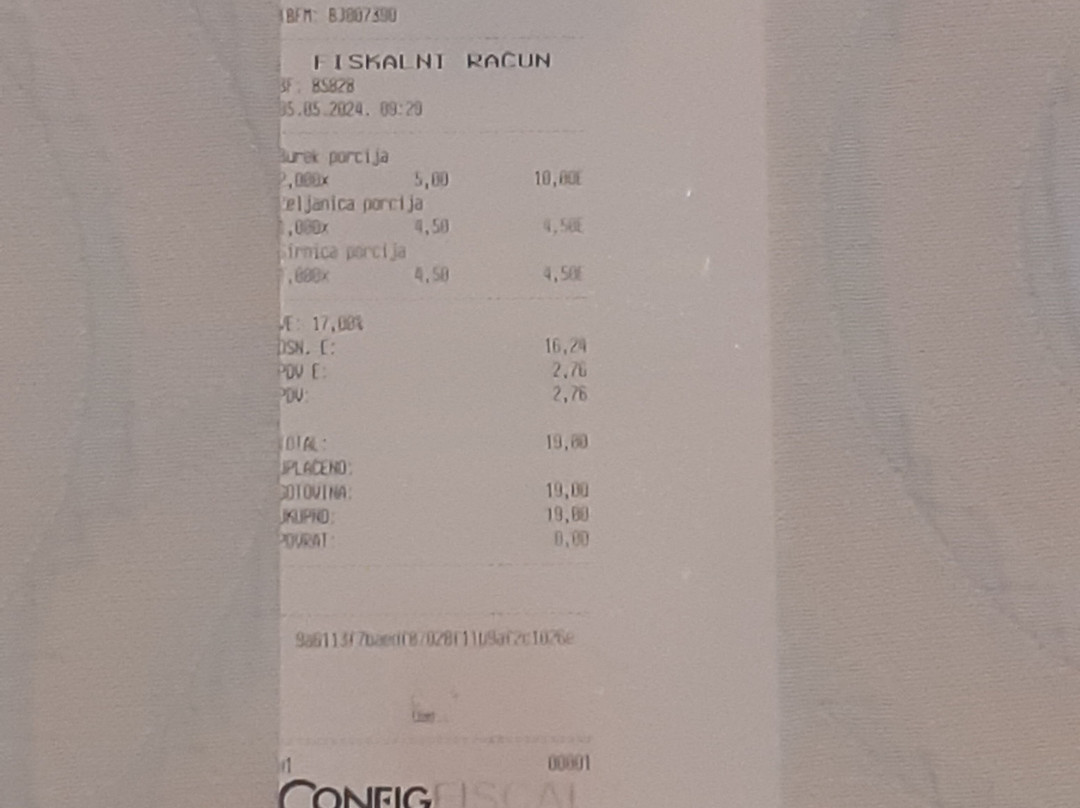 IBFM: BJ007390
FISKALNI RAČUN
BF: 85828
05.05.2024. 09:20
Burek porcija
2,000x 5,00 10,00E
Zeljanica porcija
1,000x 4,50 4,50E
Sirnica porcija
1,000x 4,50 4,50E
VE: 17,00%
OSN. E: 16,24
PDV E: 2,76
PDV: 2,76
TOTAL: 19,00
UPLAĆENO:
GOTOVINA: 19,00
UKUPNO: 19,00
POVRAT: 0,00
00001
CONFIG FISCAL